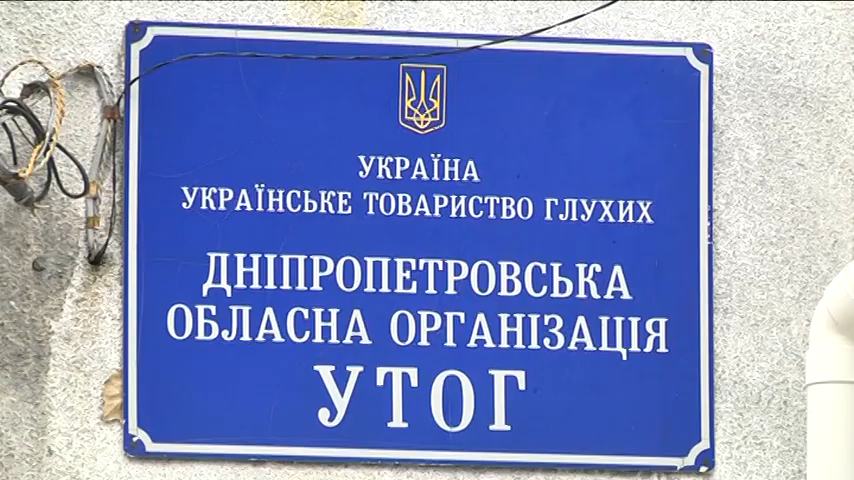 УКРАЇНА
УКРАЇНСЬКЕ ТОВАРИСТВО ГЛУХИХ
ДНІПРОПЕТРОВСЬКА
ОБЛАСНА ОРГАНІЗАЦІЯ
УТОГ